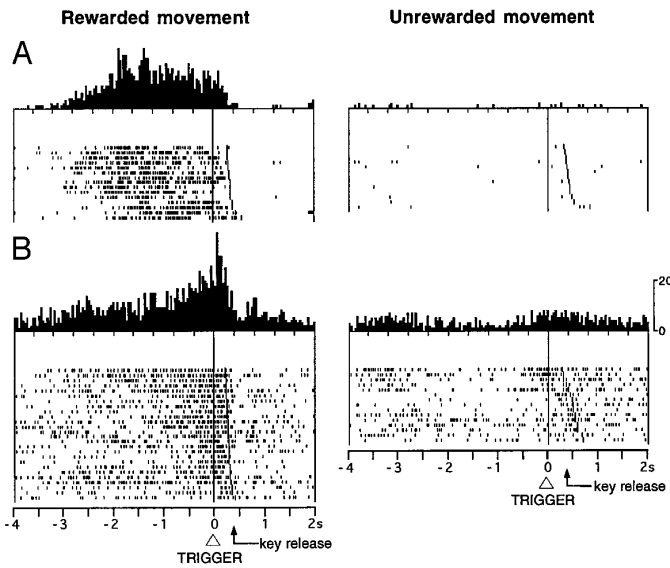 Rewarded movement Unrewarded movement
A
B
20
0
-4 -3 -2 -1 0 1 2s
-4 -3 -2 -1 0 1 2s
TRIGGER key release
TRIGGER key release